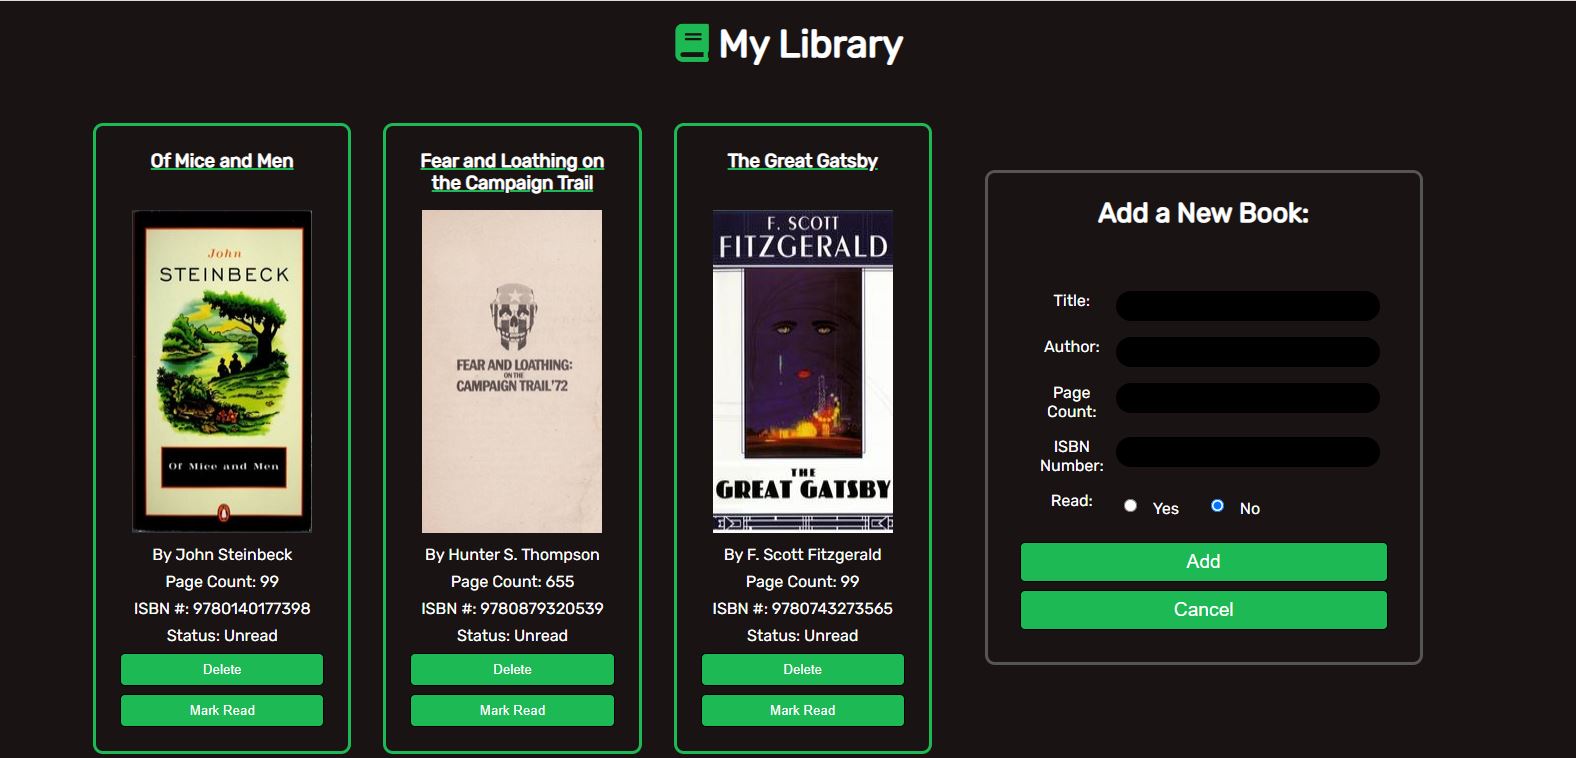 My Library
Of Mice and Men
John
STEINBECK
Of Mice and Men
By John Steinbeck
Page Count: 99
ISBN #: 9780140177398
Status: Unread
Delete
Mark Read
Fear and Loathing on
the Campaign Trail
FEAR AND LOATHING:
ON THE
CAMPAIGN TRAIL'72
By Hunter S. Thompson
Page Count: 655
ISBN #: 9780879320539
Status: Unread
Delete
Mark Read
The Great Gatsby
F. SCOTT
FITZGERALD
THE
GREAT GATSBY
By F. Scott Fitzgerald
Page Count: 99
ISBN #: 9780743273565
Status: Unread
Delete
Mark Read
Add a New Book:
Title:
Author:
Page
Count:
ISBN
Number:
Read: Yes No
Add
Cancel